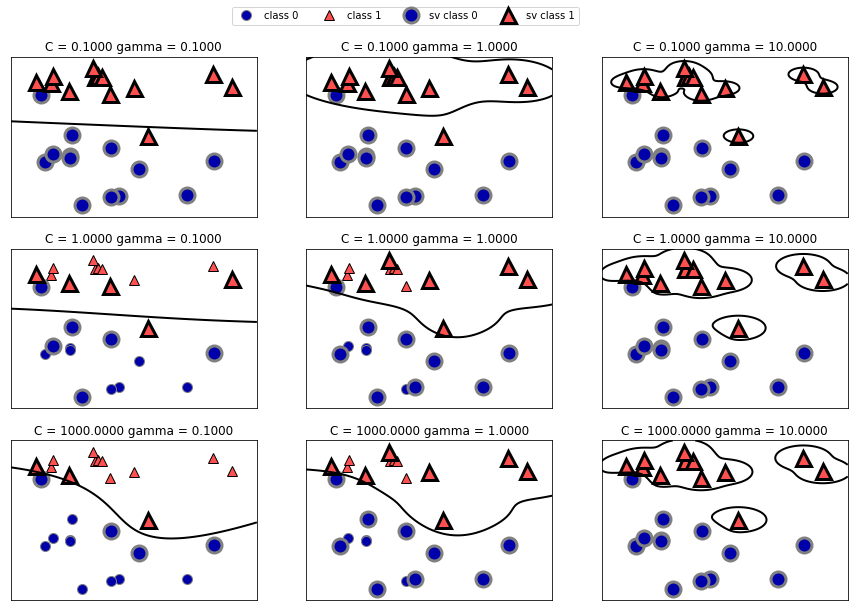 class 0 class 1 sv class 0 sv class 1
C = 0.1000 gamma = 0.1000
C = 0.1000 gamma = 1.0000
C = 0.1000 gamma = 10.0000
C = 1.0000 gamma = 0.1000
C = 1.0000 gamma = 1.0000
C = 1.0000 gamma = 10.0000
C = 1000.0000 gamma = 0.1000
C = 1000.0000 gamma = 1.0000
C = 1000.0000 gamma = 10.0000